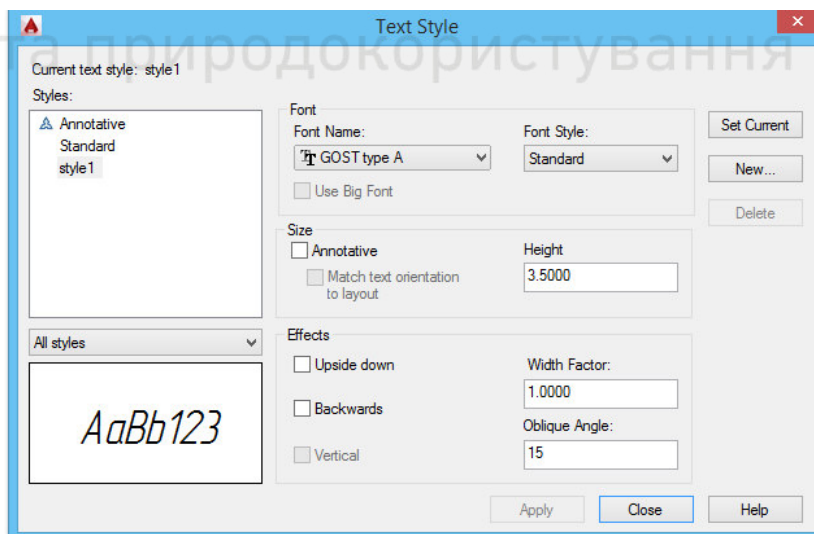 Text Style
та природокористування
Current text style: style1
Styles:
Annotative
Standard
style1
All styles
AaBb123
Font
Font Name:
GOST type A
Use Big Font
Font Style:
Standard
Size
Annotative
Match text orientation
to layout
Height
3.5000
Effects
Upside down
Backwards
Vertical
Width Factor:
1.0000
Oblique Angle:
15
Set Current
New...
Delete
Apply
Close
Help